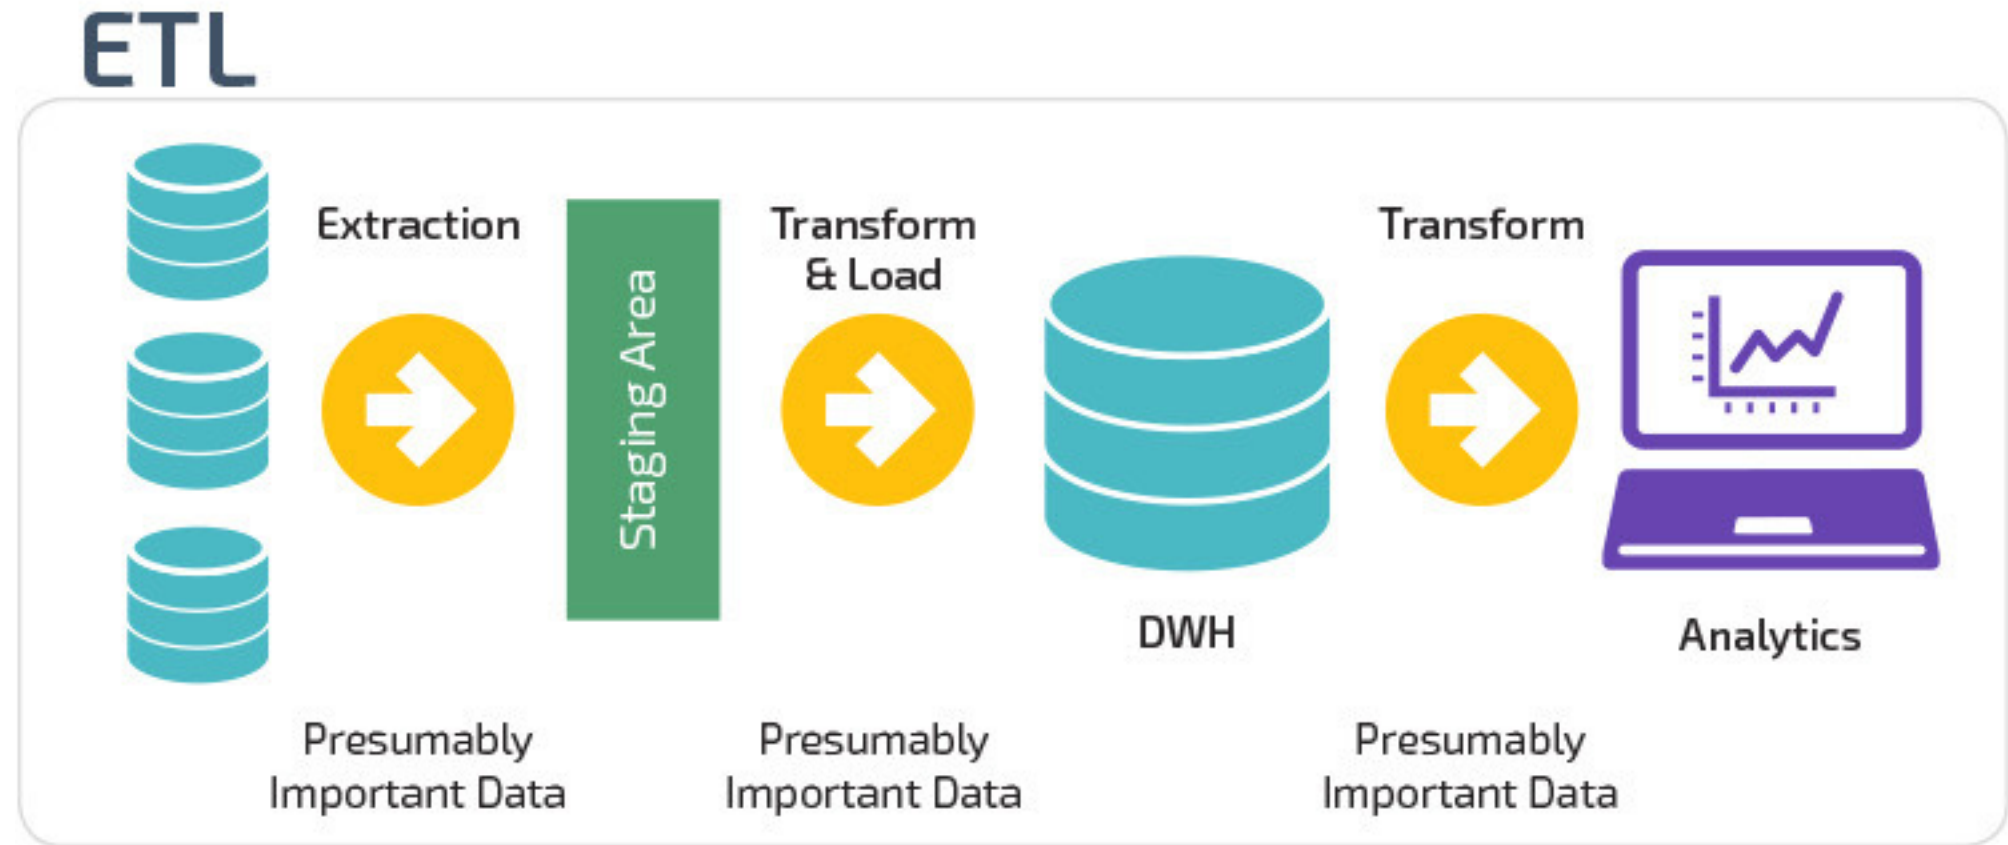 ETL
Extraction
Staging Area
Transform
& Load
DWH
Transform
Analytics
Presumably
Important Data
Presumably
Important Data
Presumably
Important Data